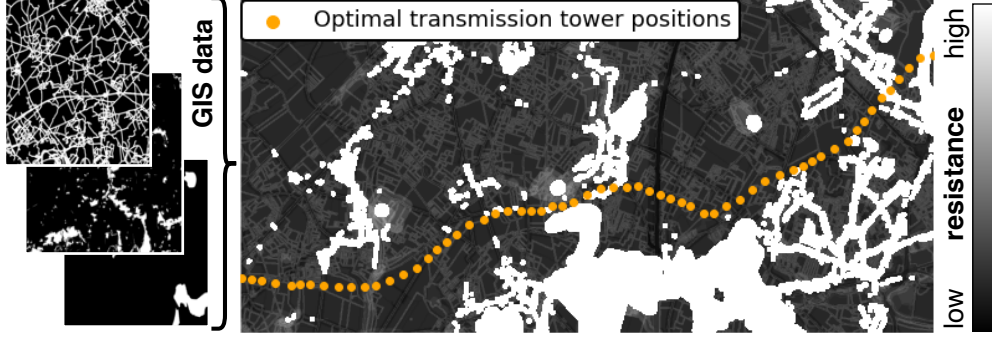 GIS data
Optimal transmission tower positions
high
resistance
low